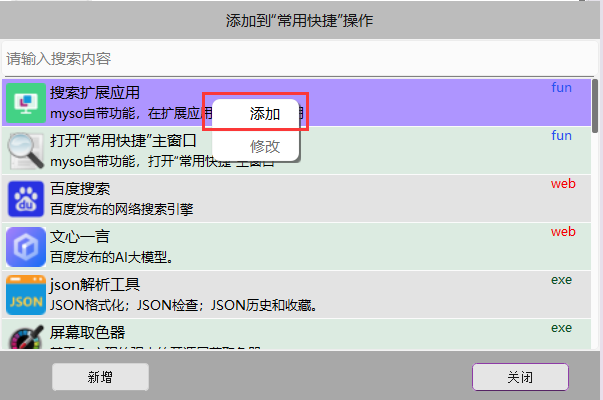 添加到“常用快捷”操作
请输入搜索内容
搜索扩展应用
fun
myso自带功能，在扩展应用
添加
打开“常用快捷”主窗口
fun
修改
myso自带功能，打开“常用快捷”主窗口
百度搜索
web
百度发布的网络搜索引擎
文心一言
web
百度发布的AI大模型。
json解析工具
exe
JSON格式化；JSON检查；JSON历史和收藏。
屏幕取色器
exe
新增
关闭